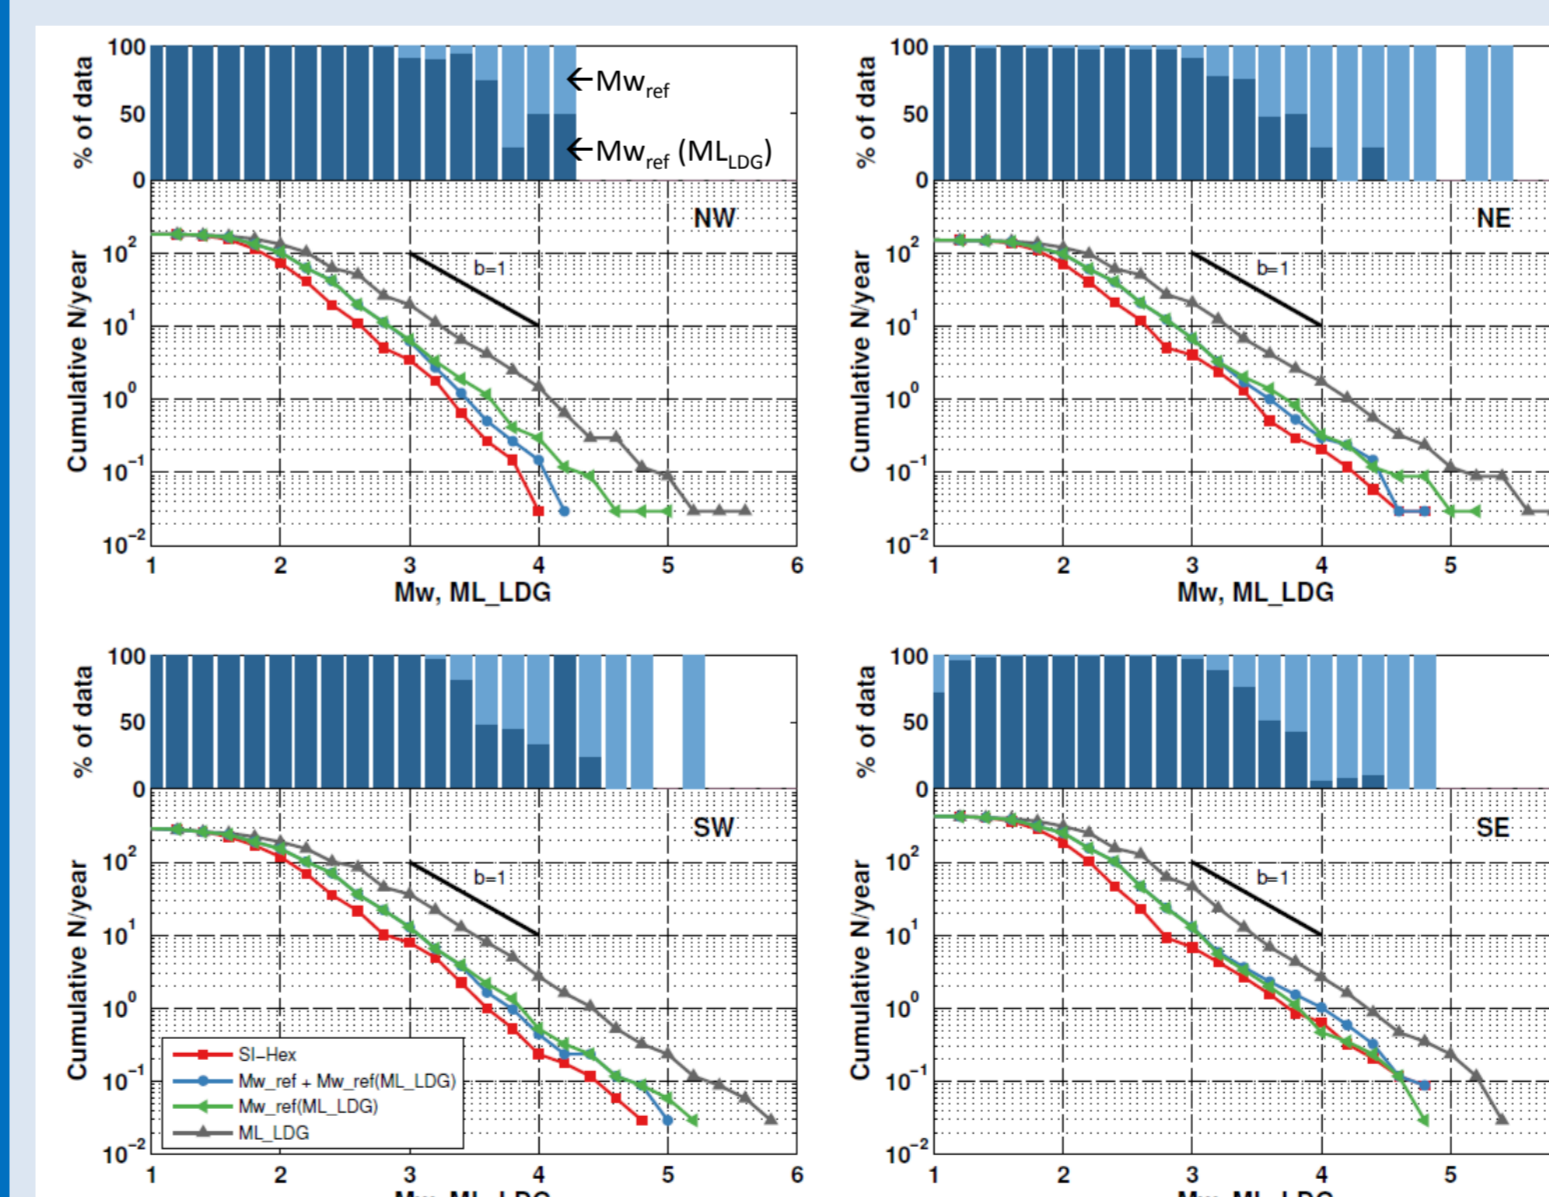 100
50
0
% of data
←Mw_ref
←Mw_ref (ML_LDG)
NW
b=1
10^2
10^1
10^0
10^-1
10^-2
Cumulative N/year
1 2 3 4 5 6
Mw, ML_LDG
100
50
0
% of data
NE
b=1
10^2
10^1
10^0
10^-1
10^-2
Cumulative N/year
1 2 3 4 5
Mw, ML_LDG
100
50
0
% of data
SW
b=1
10^2
10^1
10^0
10^-1
10^-2
Cumulative N/year
SI-Hex
Mw_ref + Mw_ref(ML_LDG)
Mw_ref(ML_LDG)
ML_LDG
1 2 3 4 5 6
Mw, ML_LDG
100
50
0
% of data
SE
b=1
10^2
10^1
10^0
10^-1
10^-2
Cumulative N/year
1 2 3 4 5
Mw, ML_LDG